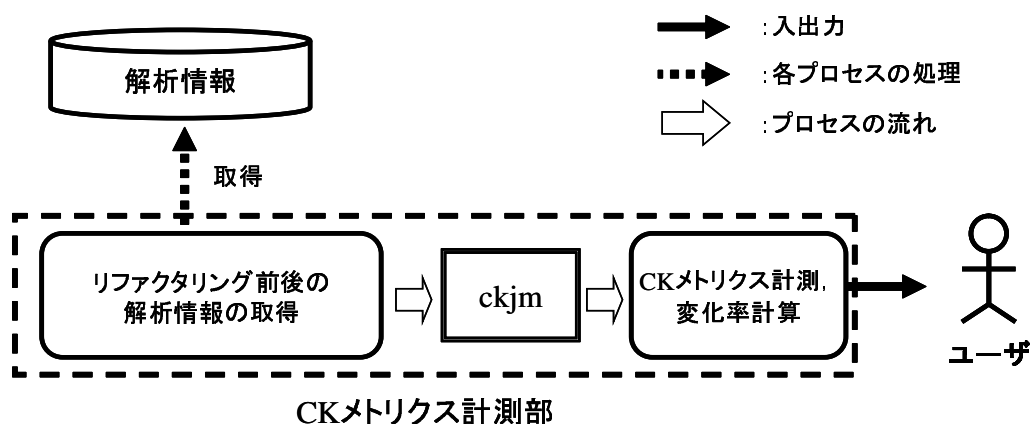 解析情報
取得
:入出力
:各プロセスの処理
:プロセスの流れ
リファクタリング前後の
解析情報の取得
ckjm
CKメトリクス計測,
変化率計算
ユーザ
CKメトリクス計測部